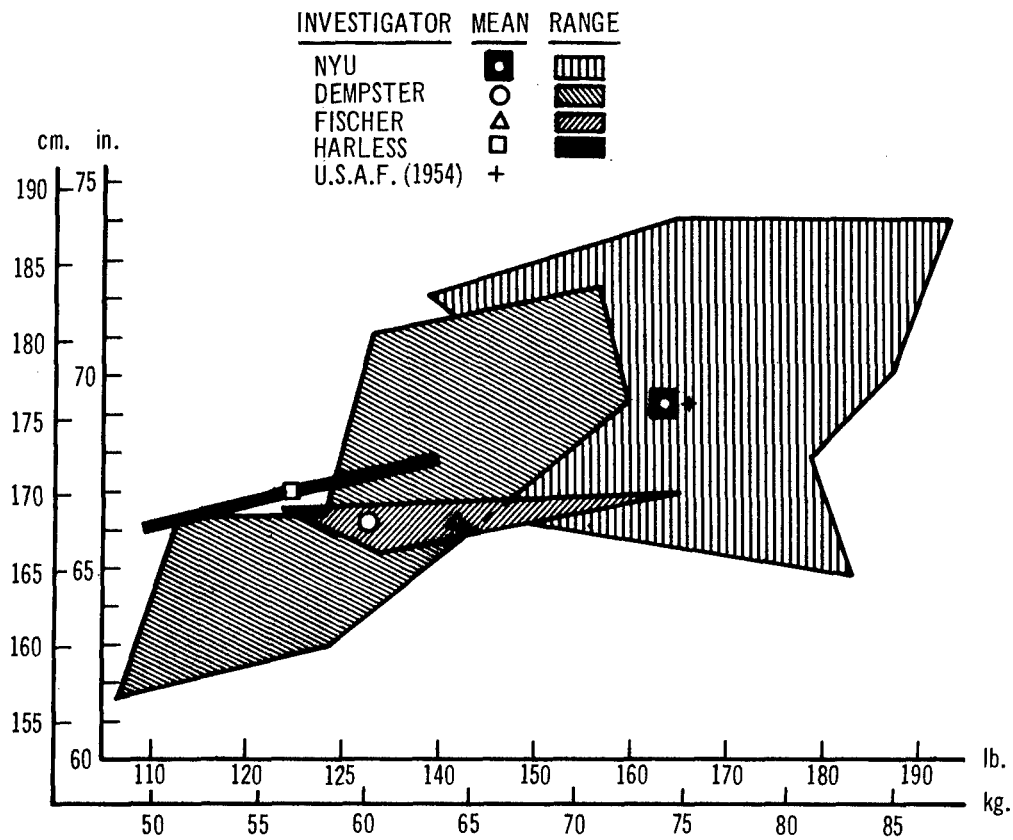 INVESTIGATOR MEAN RANGE
NYU
DEMPSTER
FISCHER
HARLESS
U.S.A.F. (1954) +
cm. in.
190 75
185
180
70
175
170
165 65
160
155
60
110 120 125 140 150 160 170 180 190 lb.
50 55 60 65 70 75 80 85 kg.